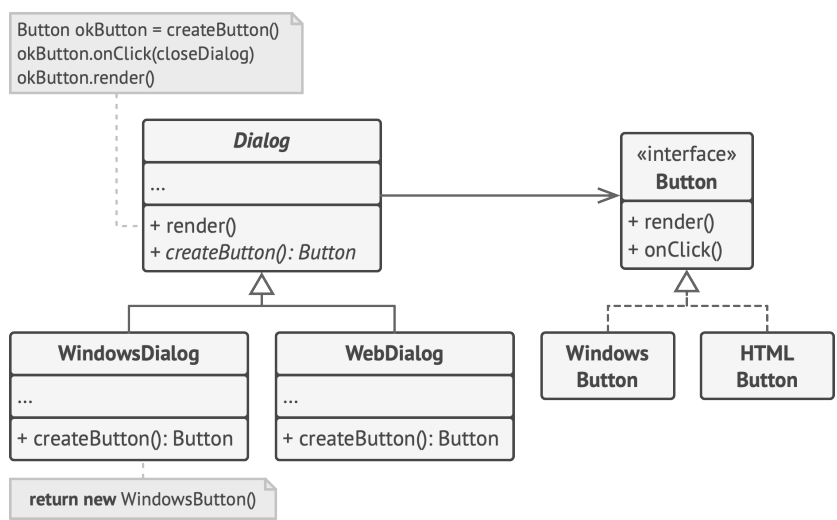 Button okButton = createButton()
okButton.onClick(closeDialog)
okButton.render()
Dialog
...
+ render()
+ createButton(): Button
«interface»
Button
+ render()
+ onClick()
WindowsDialog
...
+ createButton(): Button
WebDialog
...
+ createButton(): Button
Windows
Button
HTML
Button
return new WindowsButton()